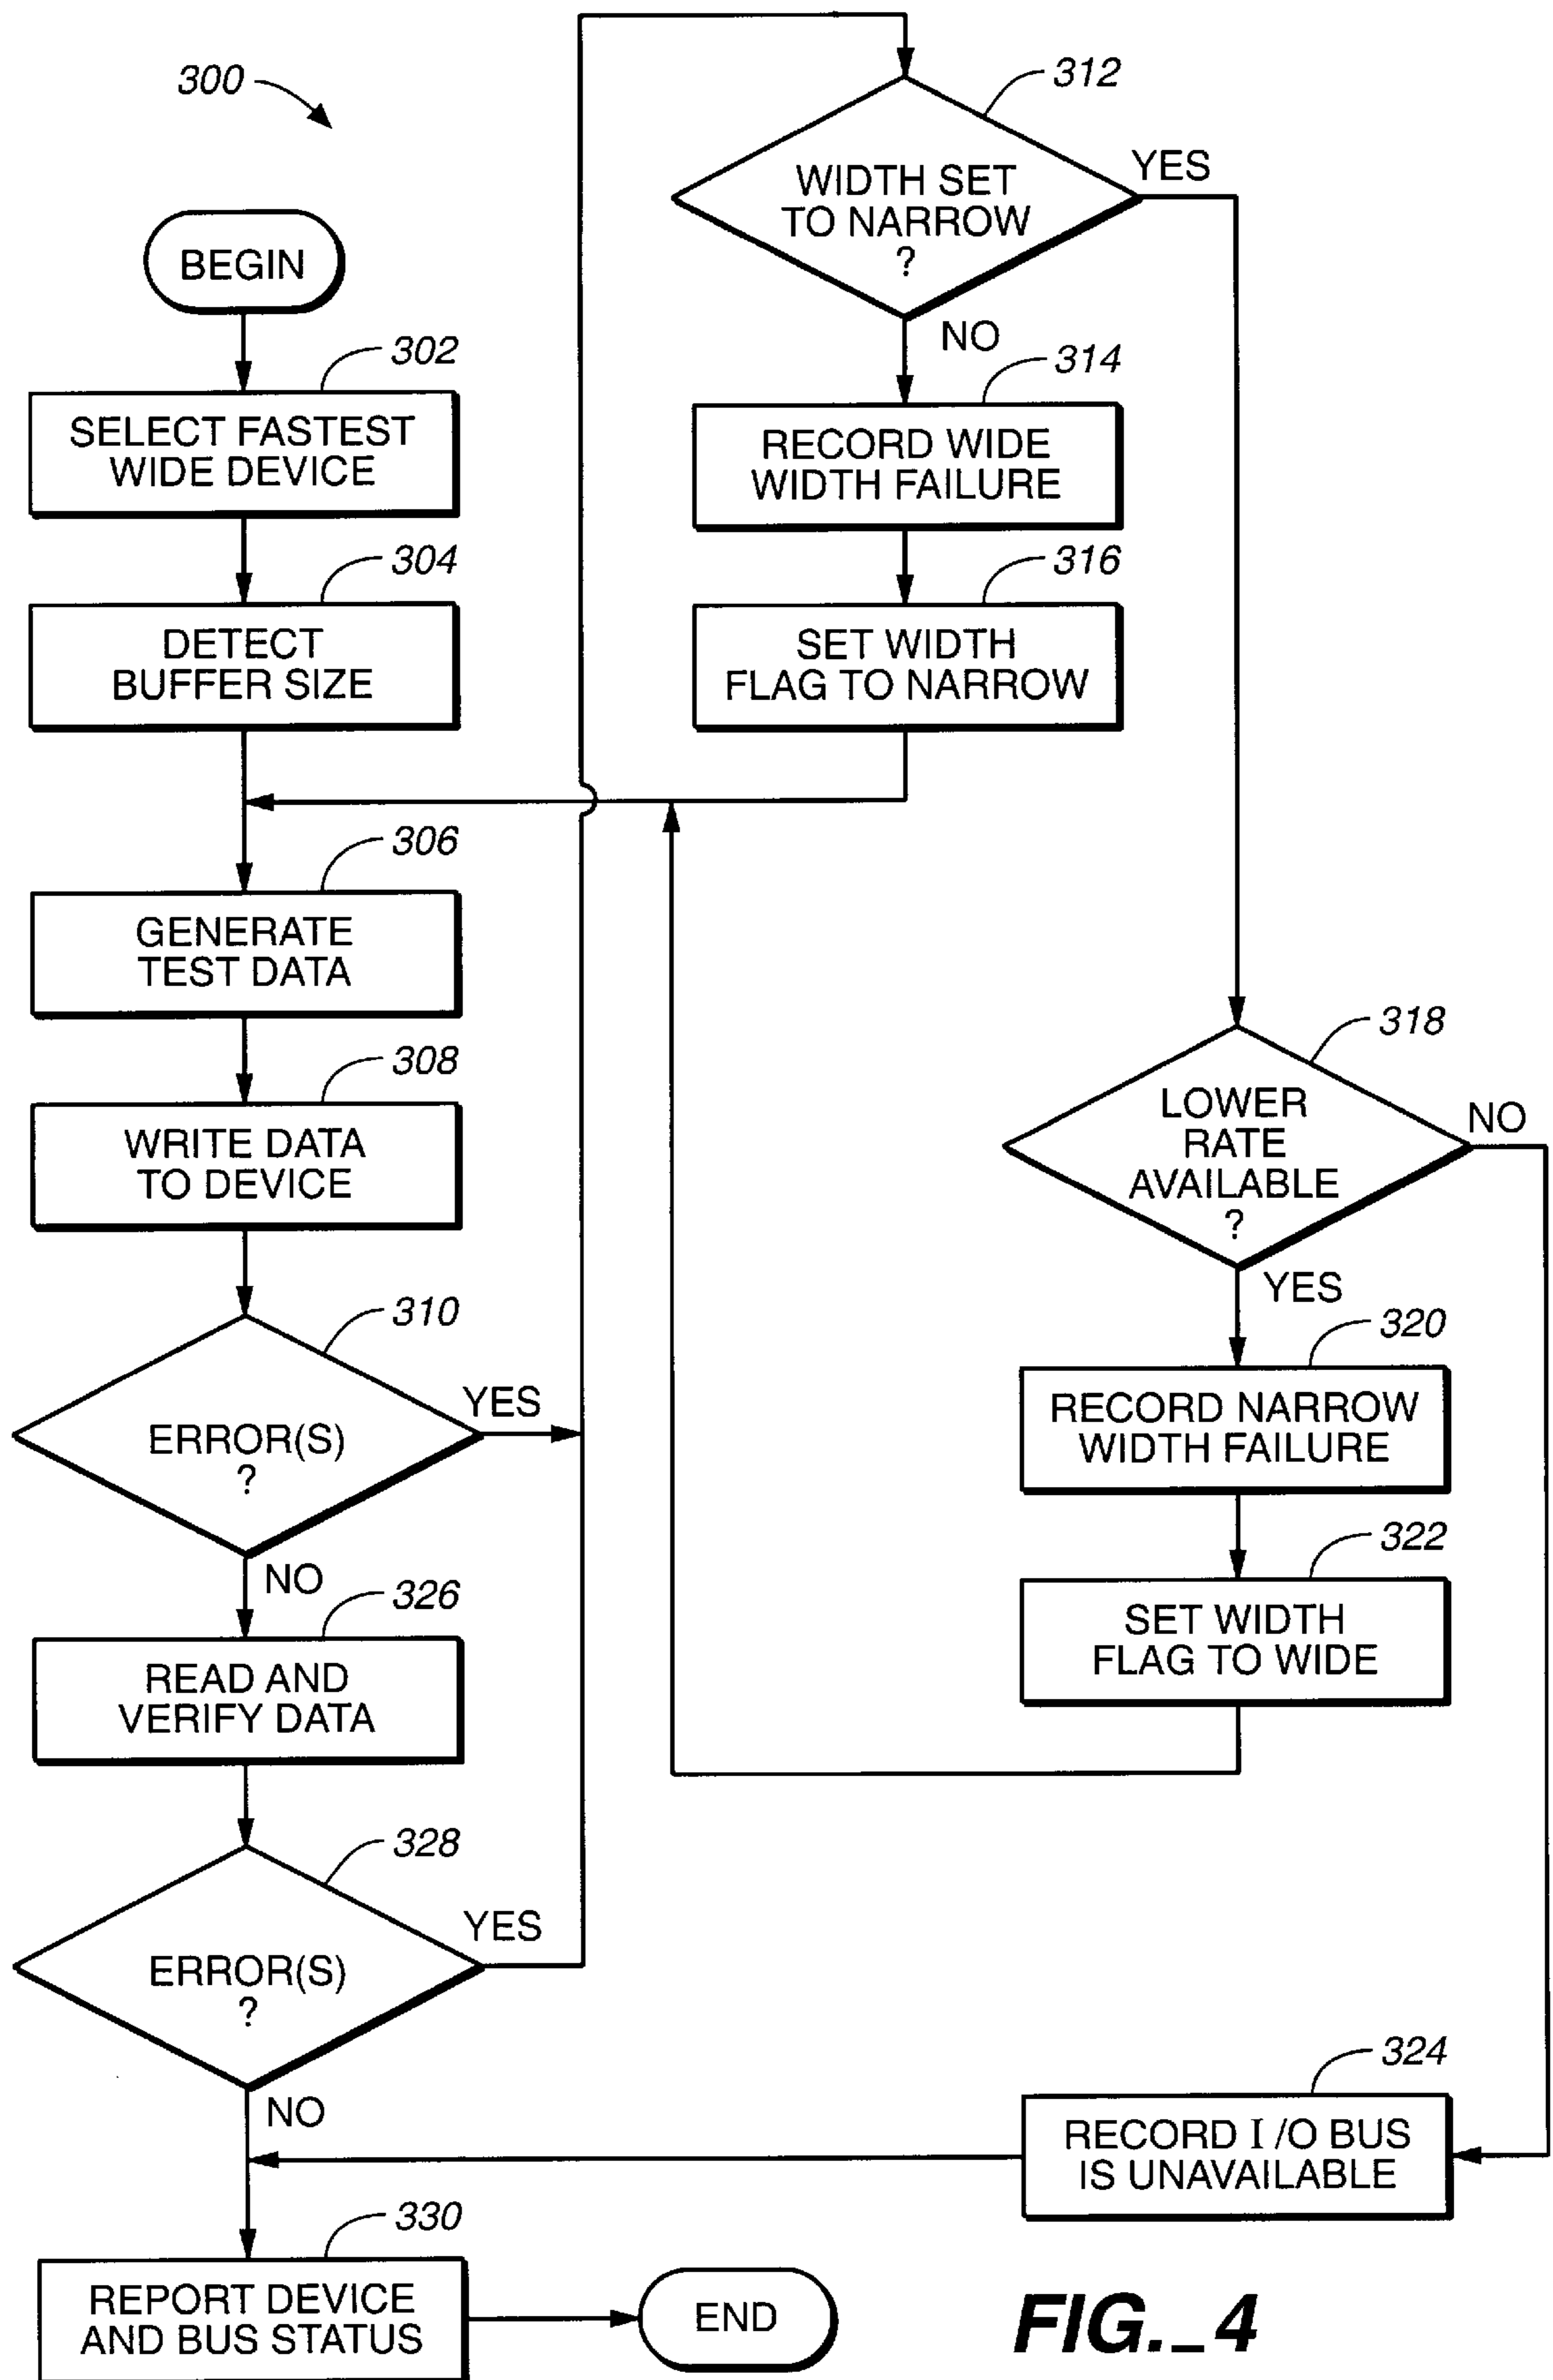 300
BEGIN
302
SELECT FASTEST
WIDE DEVICE
304
DETECT
BUFFER SIZE
306
GENERATE
TEST DATA
308
WRITE DATA
TO DEVICE
310
ERROR(S)
?
YES
NO
326
READ AND
VERIFY DATA
328
ERROR(S)
?
YES
NO
330
REPORT DEVICE
AND BUS STATUS
END
312
WIDTH SET
TO NARROW
?
YES
NO
314
RECORD WIDE
WIDTH FAILURE
316
SET WIDTH
FLAG TO NARROW
318
LOWER
RATE
AVAILABLE
?
NO
YES
320
RECORD NARROW
WIDTH FAILURE
322
SET WIDTH
FLAG TO WIDE
324
RECORD I /O BUS
IS UNAVAILABLE
FIG._4